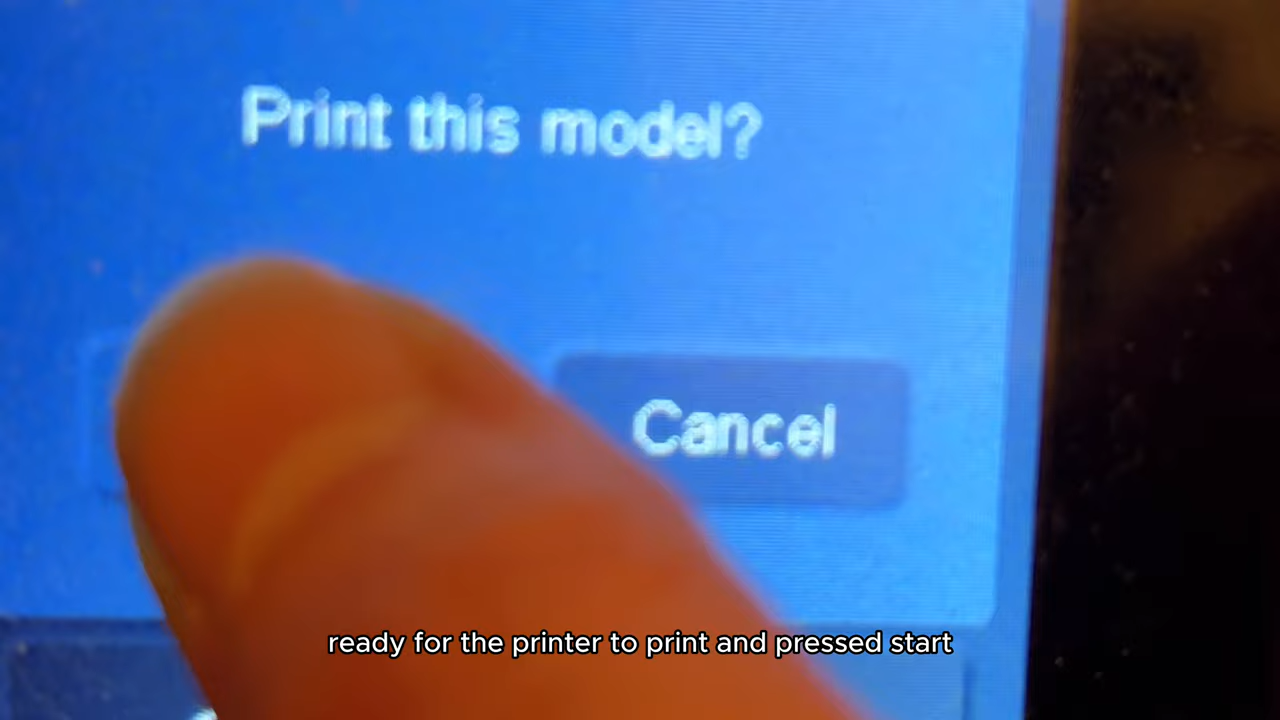 Print this model?
Cancel
ready for the printer to print and pressed start